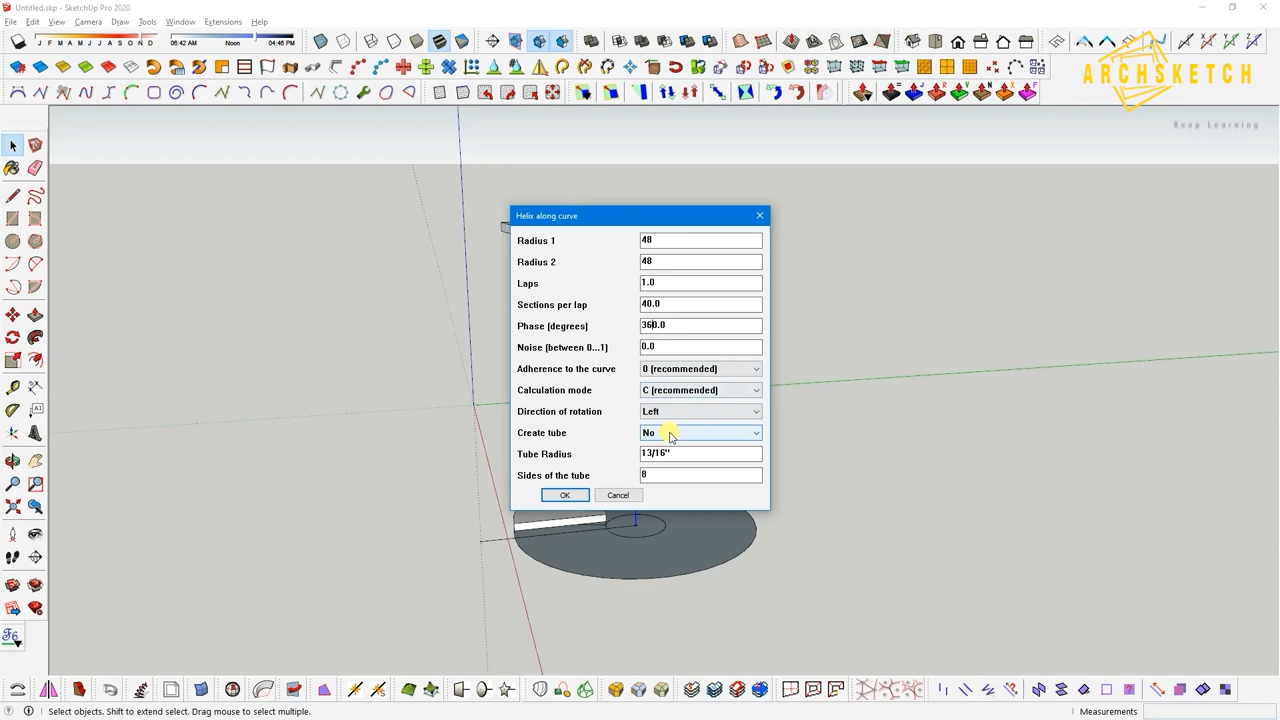 Untitled.skp - SketchUp Pro 2020
File Edit View Camera Draw Tools Window Extensions Help
J F M A M J J A S O N D 06:42 AM Noon 04:46 PM
ARCHSKETCH
Keep Learning
Helix along curve
Radius 1 48
Radius 2 48
Laps 1.0
Sections per lap 40.0
Phase (degrees) 360.0
Noise (between 0...1) 0.0
Adherence to the curve 0 (recommended)
Calculation mode C (recommended)
Direction of rotation Left
Create tube No
Tube Radius 13/16"
Sides of the tube 8
OK Cancel
Select objects. Shift to extend select. Drag mouse to select multiple. Measurements